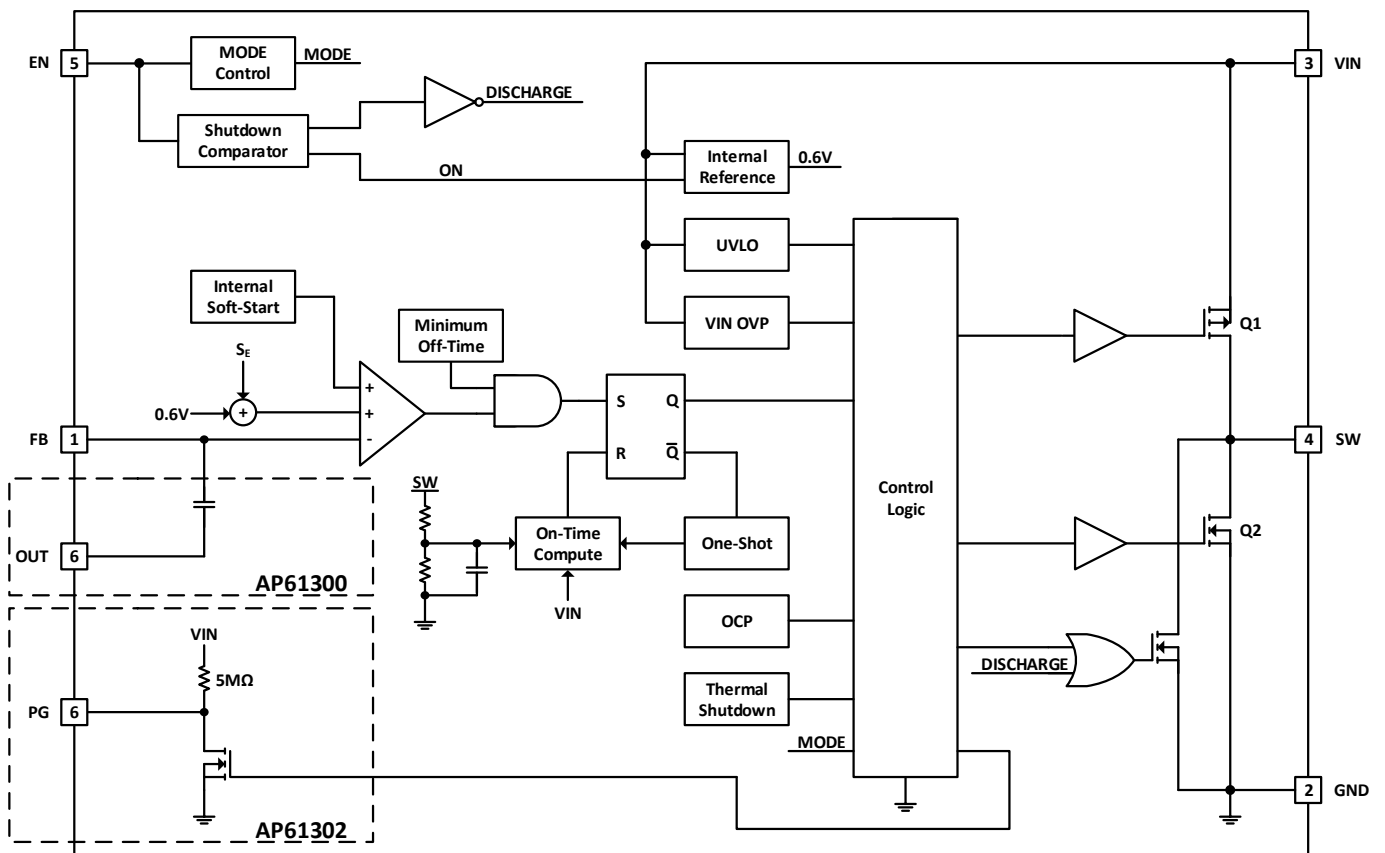 EN
5
MODE
Control
MODE
3
VIN
DISCHARGE
Shutdown
Comparator
ON
Internal
Reference
0.6V
UVLO
Internal
Soft-Start
VIN OVP
Minimum
Off-Time
Q1
SE
+
0.6V
+
+
-
S
Q
R
Q̅
FB
1
4
SW
SW
Control
Logic
On-Time
Compute
One-Shot
Q2
OUT
6
AP61300
VIN
OCP
VIN
5MΩ
DISCHARGE
PG
6
Thermal
Shutdown
MODE
2
GND
AP61302